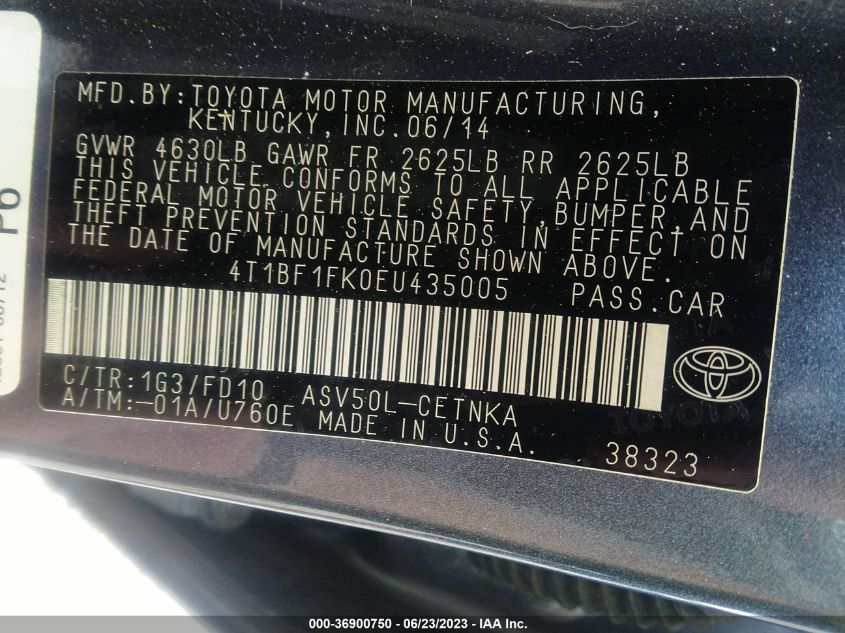 MFD.BY:TOYOTA MOTOR MANUFACTURING,
KENTUCKY,INC.06/14
GVWR 4630LB GAWR FR 2625LB RR 2625LB
THIS VEHICLE CONFORMS TO ALL APPLICABLE
FEDERAL MOTOR VEHICLE SAFETY,BUMPER,AND
THEFT PREVENTION STANDARDS IN EFFECT ON
THE DATE OF MANUFACTURE SHOWN ABOVE.
4T1BF1FK0EU435005 PASS.CAR
C/TR:1G3/FD10 ASV50L-CETNKA
A/TM:-01A/U760E MADE IN U.S.A.
38323
TOYOTA
000-36900750 - 06/23/2023 - IAA Inc.